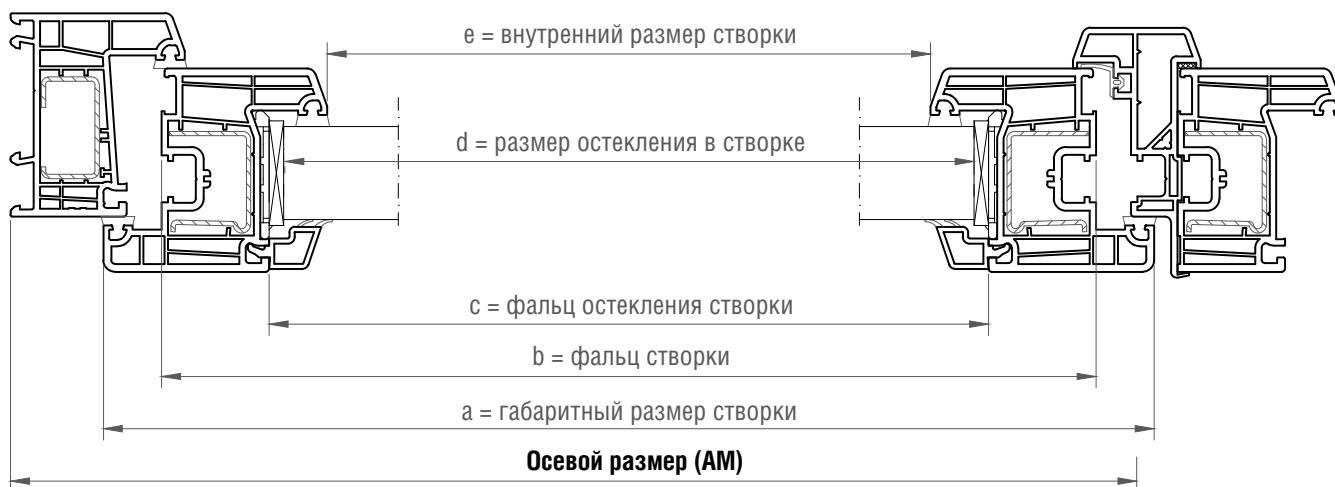 e = внутренний размер створки
d = размер остекления в створке
c = фальц остекления створки
b = фальц створки
a = габаритный размер створки
Осевой размер (АМ)